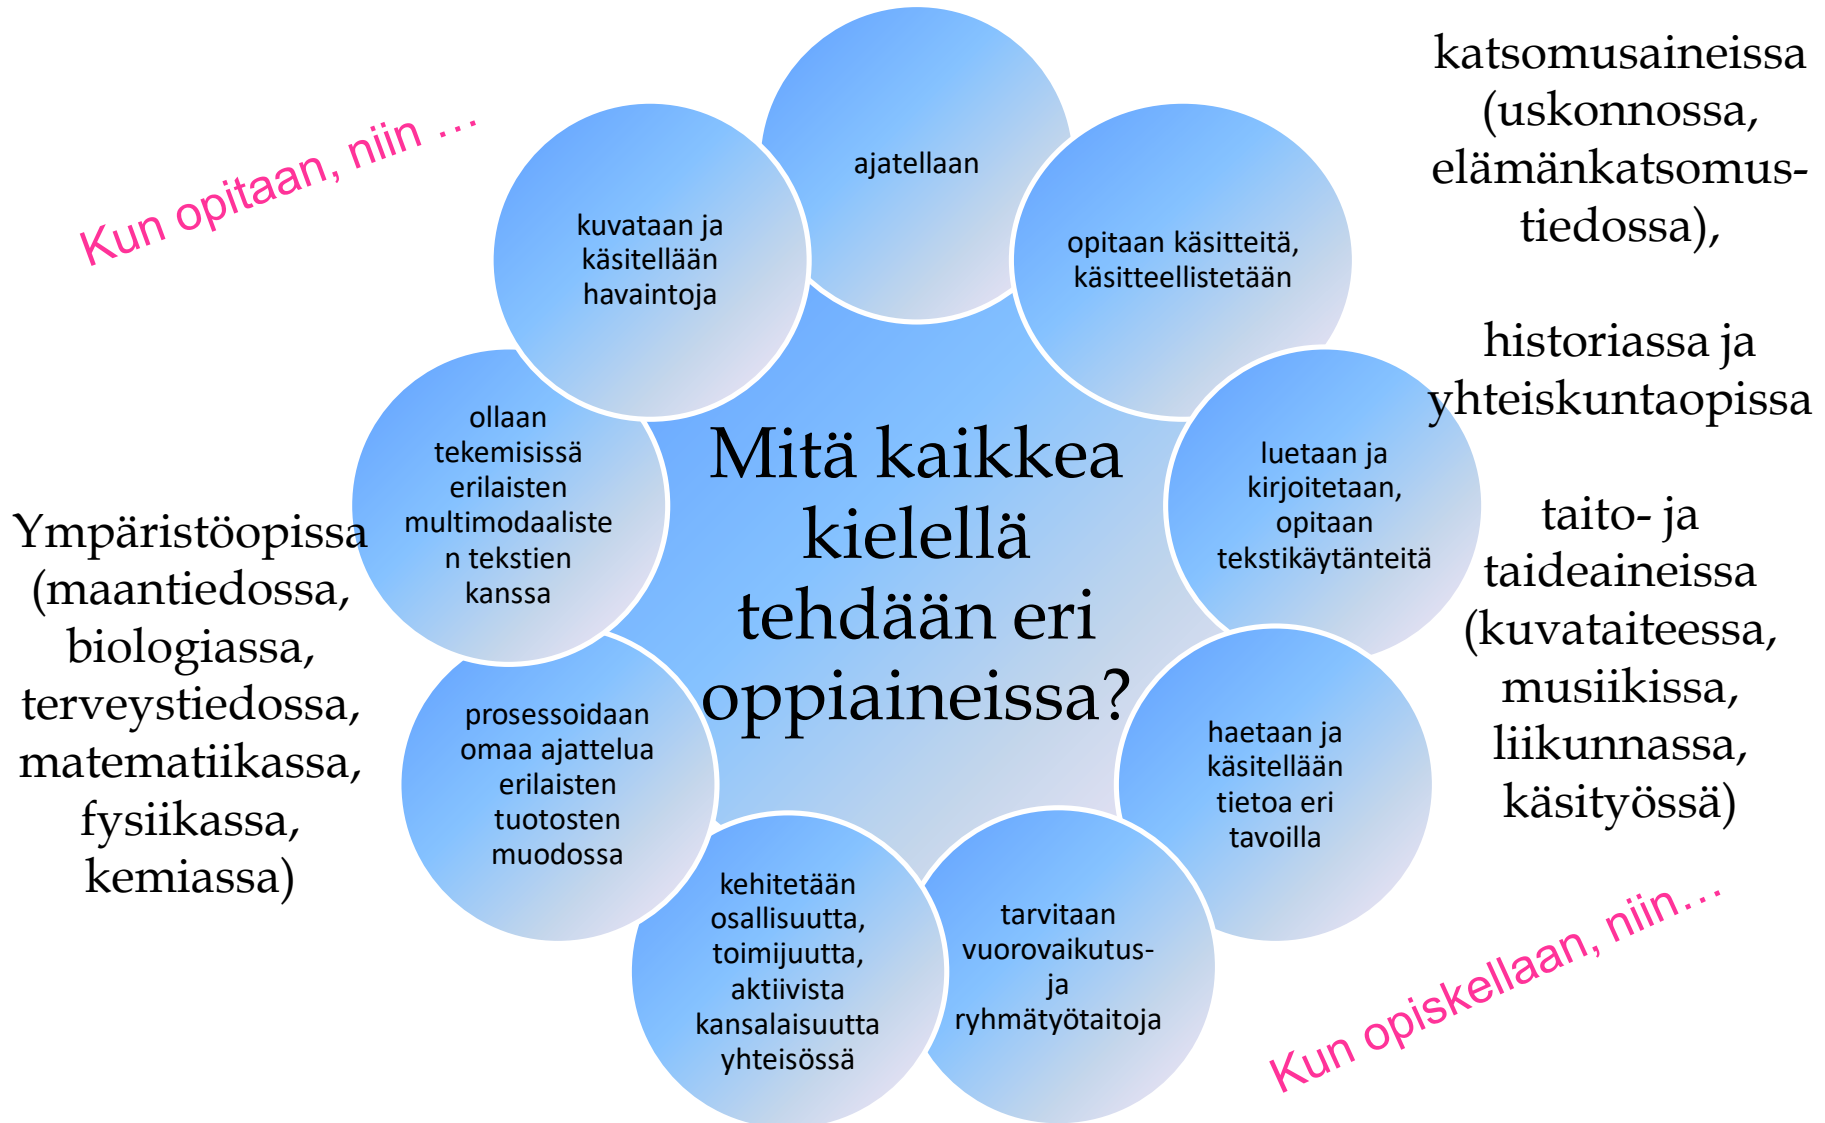 Kun opitaan, niin …
ajatellaan
opitaan käsitteitä,
käsitteellistetään
luetaan ja
kirjoitetaan,
opitaan
tekstikäytänteitä
haetaan ja
käsitellään
tietoa eri
tavoilla
tarvitaan
vuorovaikutus-
ja
ryhmätyötaitoja
kehitetään
osallisuutta,
toimijuutta,
aktiivista
kansalaisuutta
yhteisössä
prosessoidaan
omaa ajattelua
erilaisten
tuotosten
muodossa
ollaan
tekemisissä
erilaisten
multimodaaliste
n tekstien
kanssa
kuvataan ja
käsitellään
havaintoja
Mitä kaikkea
kielellä
tehdään eri
oppiaineissa?
Ympäristöopissa
(maantiedossa,
biologiassa,
terveystiedossa,
matematiikassa,
fysiikassa,
kemiassa)
katsomusaineissa
(uskonnossa,
elämänkatsomus-
tiedossa),
historiassa ja
yhteiskuntaopissa
taito- ja
taideaineissa
(kuvataiteessa,
musiikissa,
liikunnassa,
käsityössä)
Kun opiskellaan, niin…